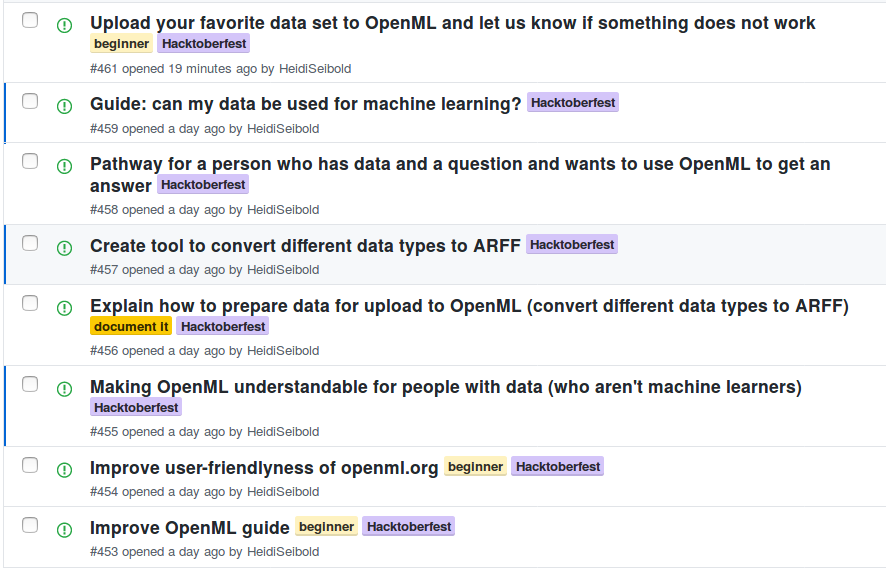 Upload your favorite data set to OpenML and let us know if something does not work
beginner Hacktoberfest
#461 opened 19 minutes ago by HeidiSeibold
Guide: can my data be used for machine learning? Hacktoberfest
#459 opened a day ago by HeidiSeibold
Pathway for a person who has data and a question and wants to use OpenML to get an
answer Hacktoberfest
#458 opened a day ago by HeidiSeibold
Create tool to convert different data types to ARFF Hacktoberfest
#457 opened a day ago by HeidiSeibold
Explain how to prepare data for upload to OpenML (convert different data types to ARFF)
document it Hacktoberfest
#456 opened a day ago by HeidiSeibold
Making OpenML understandable for people with data (who aren't machine learners)
Hacktoberfest
#455 opened a day ago by HeidiSeibold
Improve user-friendlyness of openml.org beginner Hacktoberfest
#454 opened a day ago by HeidiSeibold
Improve OpenML guide beginner Hacktoberfest
#453 opened a day ago by HeidiSeibold